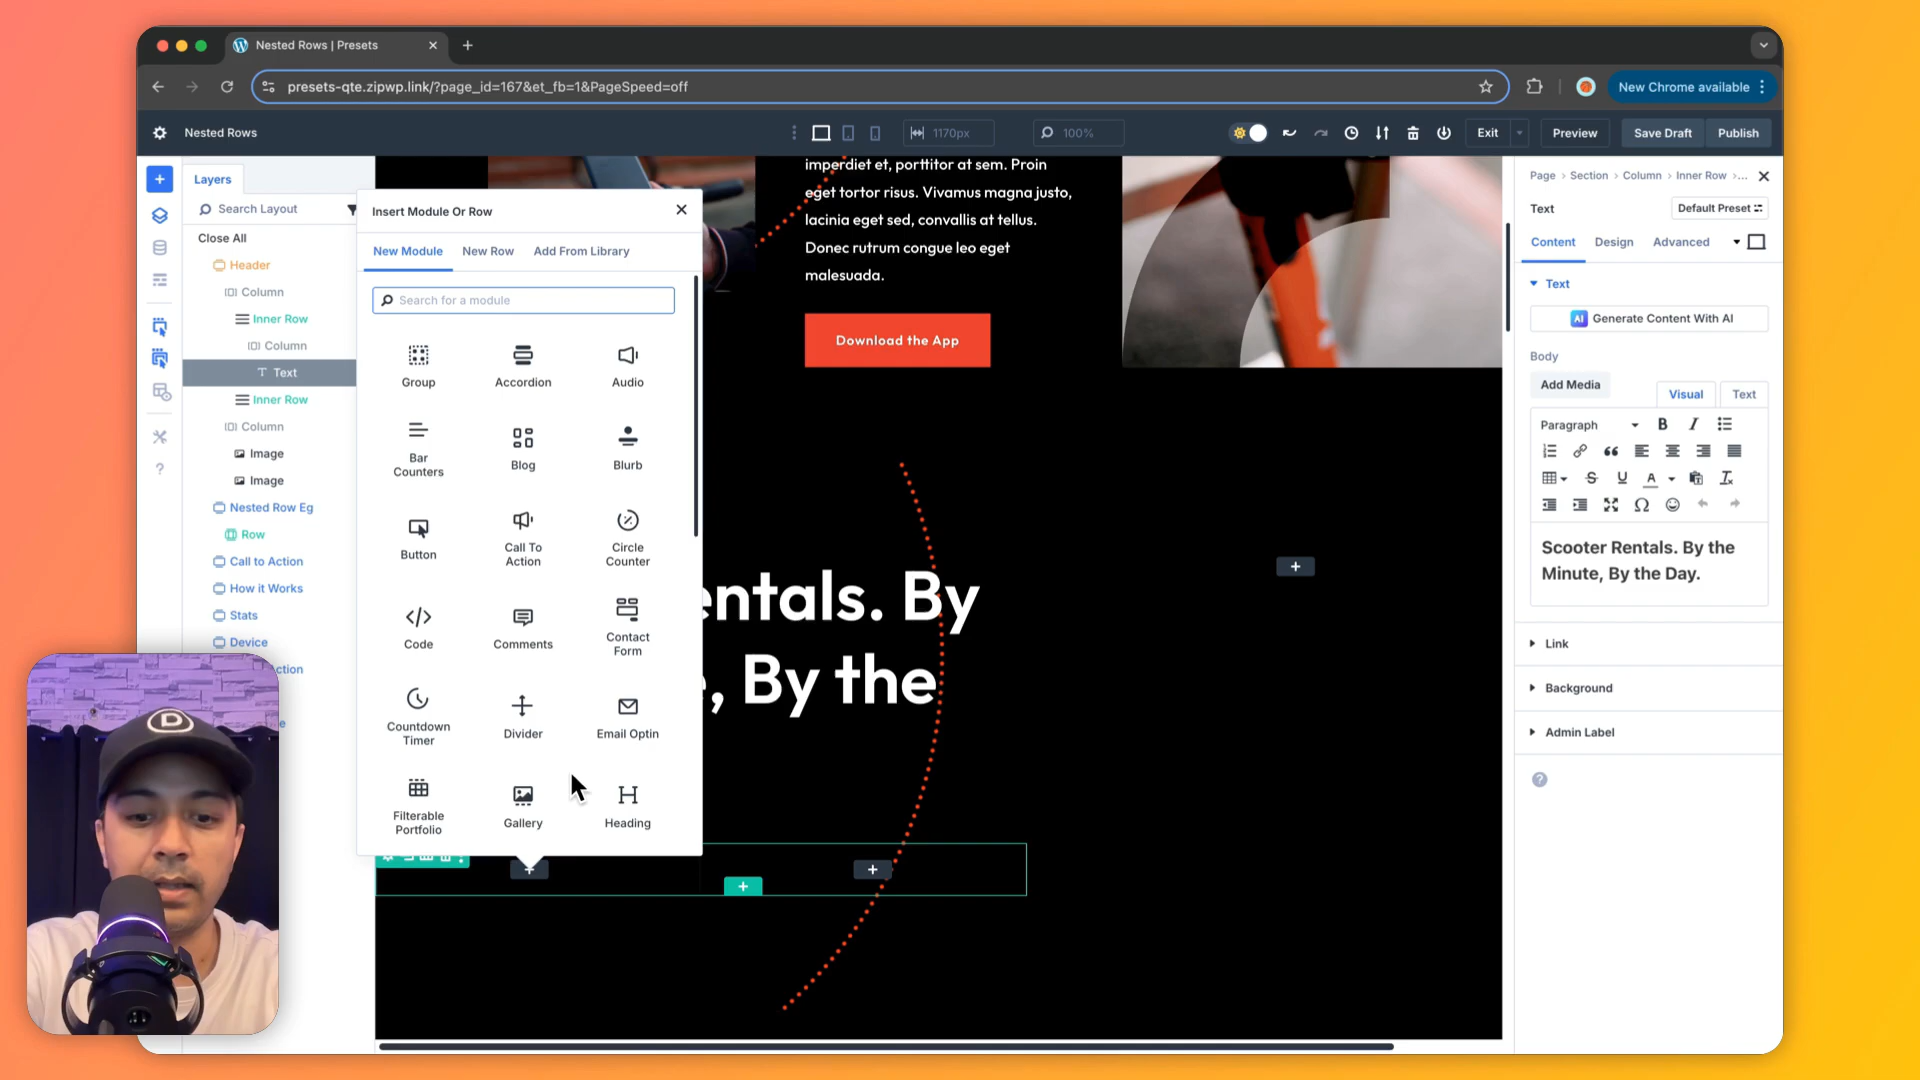 Nested Rows | Presets
presets-qte.zipwp.link/?page_id=167&et_fb=1&PageSpeed=off
New Chrome available
Nested Rows
1170px
100%
Exit
Preview
Save Draft
Publish
Layers
Search Layout
Close All
Header
Column
Inner Row
Column
Text
Inner Row
Column
Image
Image
Nested Row Eg
Row
Call to Action
How it Works
Stats
Device
ction
Insert Module Or Row
New Module
New Row
Add From Library
Search for a module
Group
Accordion
Audio
Bar
Counters
Blog
Blurb
Button
Call To
Action
Circle
Counter
Code
Comments
Contact
Form
Countdown
Timer
Divider
Email Optin
Filterable
Portfolio
Gallery
Heading
imperdiet et, porttitor at sem. Proin
eget tortor risus. Vivamus magna justo,
lacinia eget sed, convallis at tellus.
Donec rutrum congue leo eget
malesuada.
Download the App
entals. By
, By the
Page > Section > Column > Inner Row > ...
Text
Default Preset
Content
Design
Advanced
Text
AI Generate Content With AI
Body
Add Media
Visual
Text
Paragraph
Scooter Rentals. By the
Minute, By the Day.
Link
Background
Admin Label